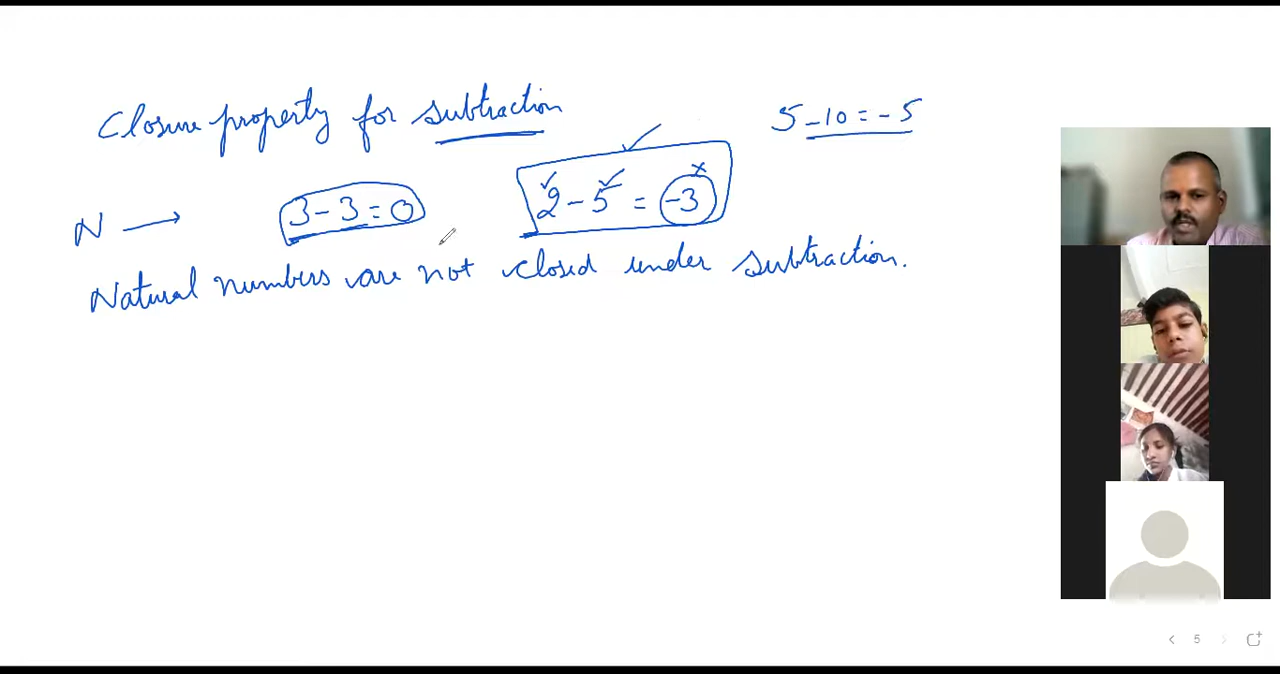 Closure property for subtraction
5 - 10 = - 5
N → 3 - 3 = 0 2 - 5 = -3
Natural numbers are not closed under subtraction.
5